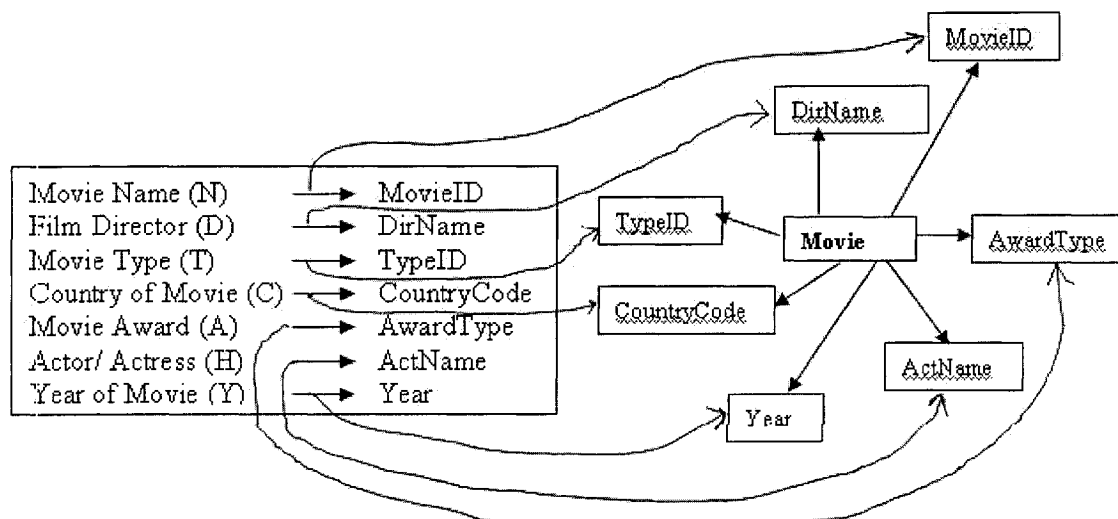 Movie Name (N) MovieID
Film Director (D) DirName
Movie Type (T) TypeID
Country of Movie (C) CountryCode
Movie Award (A) AwardType
Actor/ Actress (H) ActName
Year of Movie (Y) Year
MovieID
DirName
TypeID
Movie
AwardType
CountryCode
ActName
Year